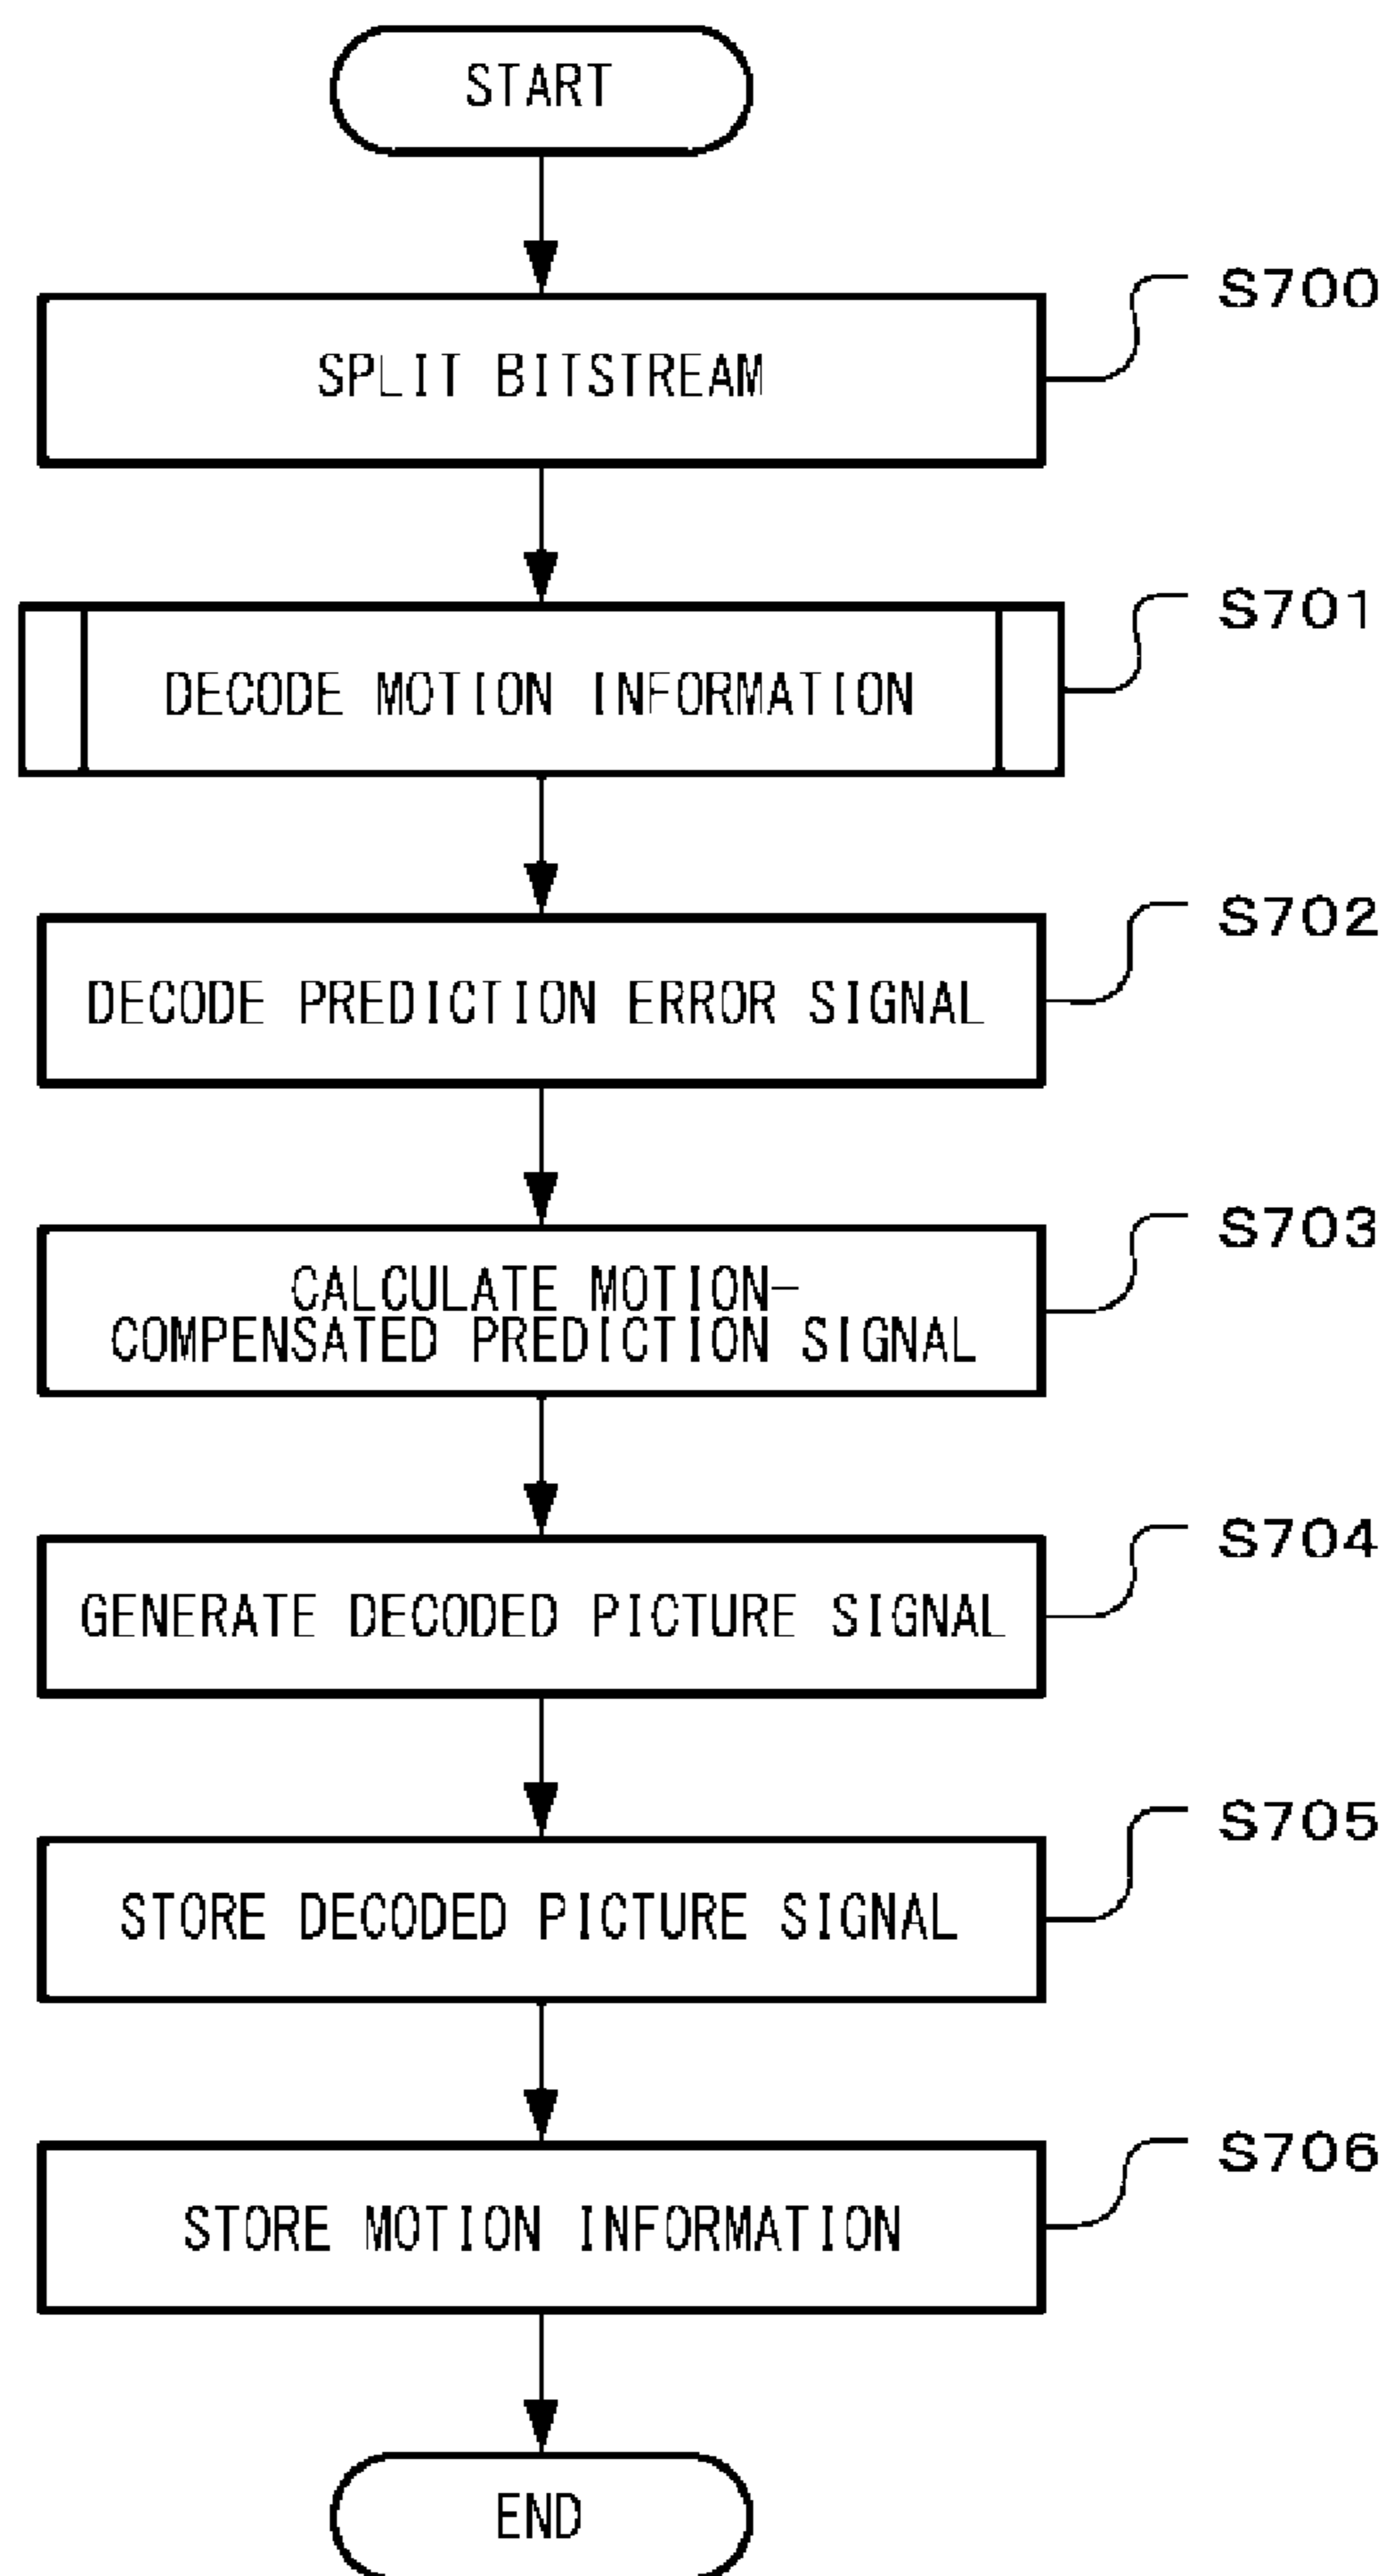 START
SPLIT BITSTREAM
S700
DECODE MOTION INFORMATION
S701
DECODE PREDICTION ERROR SIGNAL
S702
CALCULATE MOTION-
COMPENSATED PREDICTION SIGNAL
S703
GENERATE DECODED PICTURE SIGNAL
S704
STORE DECODED PICTURE SIGNAL
S705
STORE MOTION INFORMATION
S706
END